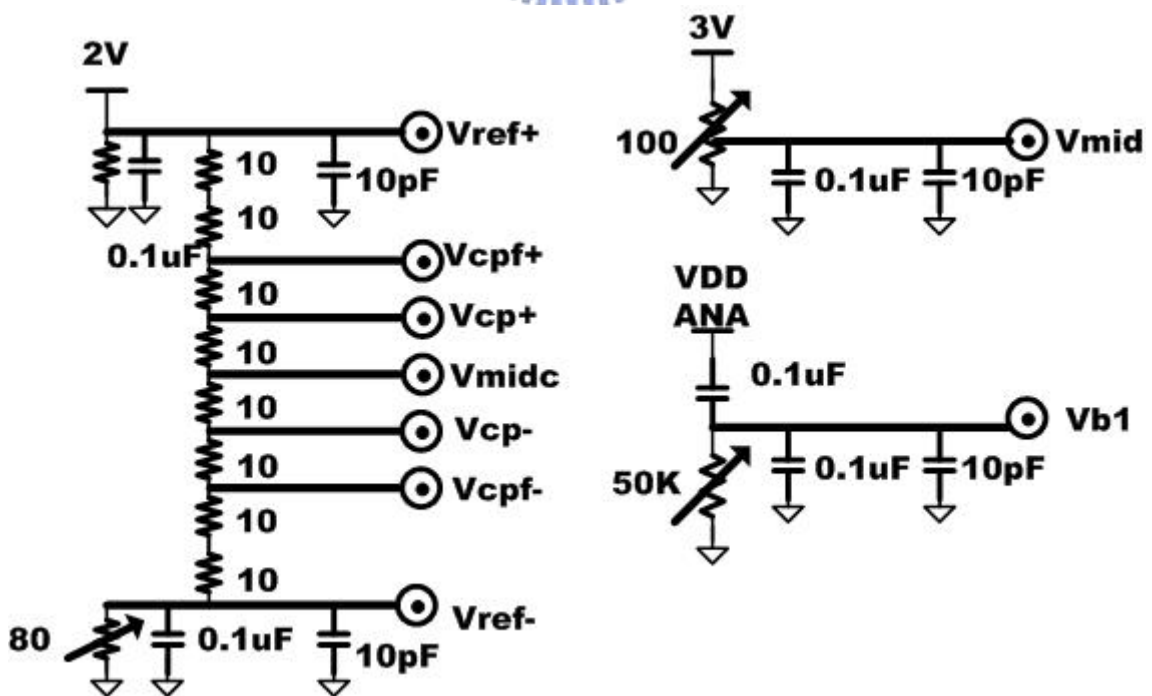 2V
Vref+
10
10pF
10
0.1uF
Vcpf+
10
Vcp+
10
Vmidc
10
Vcp-
10
Vcpf-
10
10
Vref-
80
0.1uF
10pF
3V
100
Vmid
0.1uF
10pF
VDD
ANA
0.1uF
Vb1
50K
0.1uF
10pF